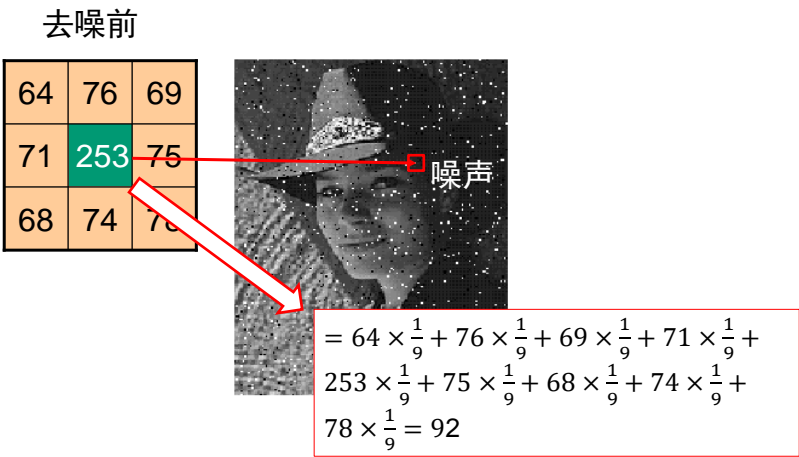 去噪前
64 76 69
71 253 75
68 74 78
噪声
= 64 × 1/9 + 76 × 1/9 + 69 × 1/9 + 71 × 1/9 +
253 × 1/9 + 75 × 1/9 + 68 × 1/9 + 74 × 1/9 +
78 × 1/9 = 92